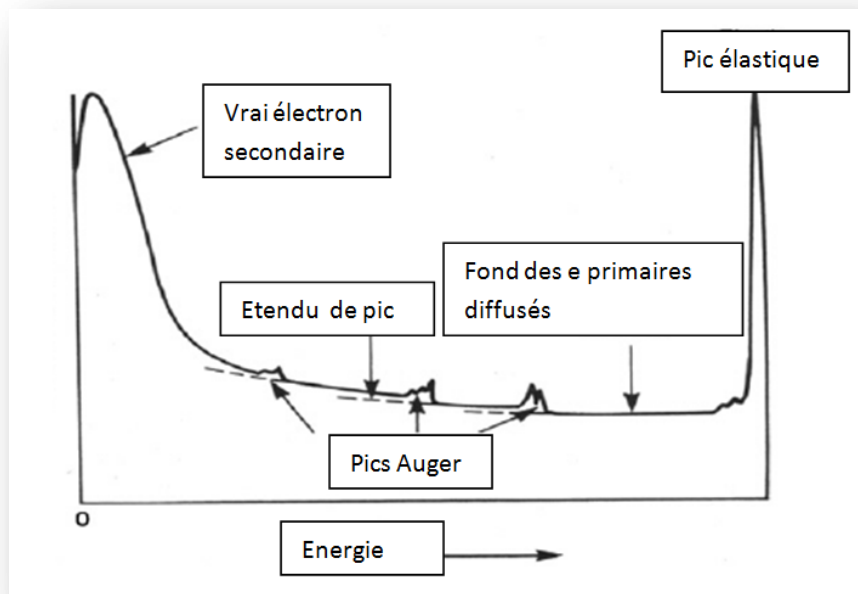 Pic élastique
Vrai électron
secondaire
Fond des e primaires
diffusés
Etendu de pic
Pics Auger
O
Energie